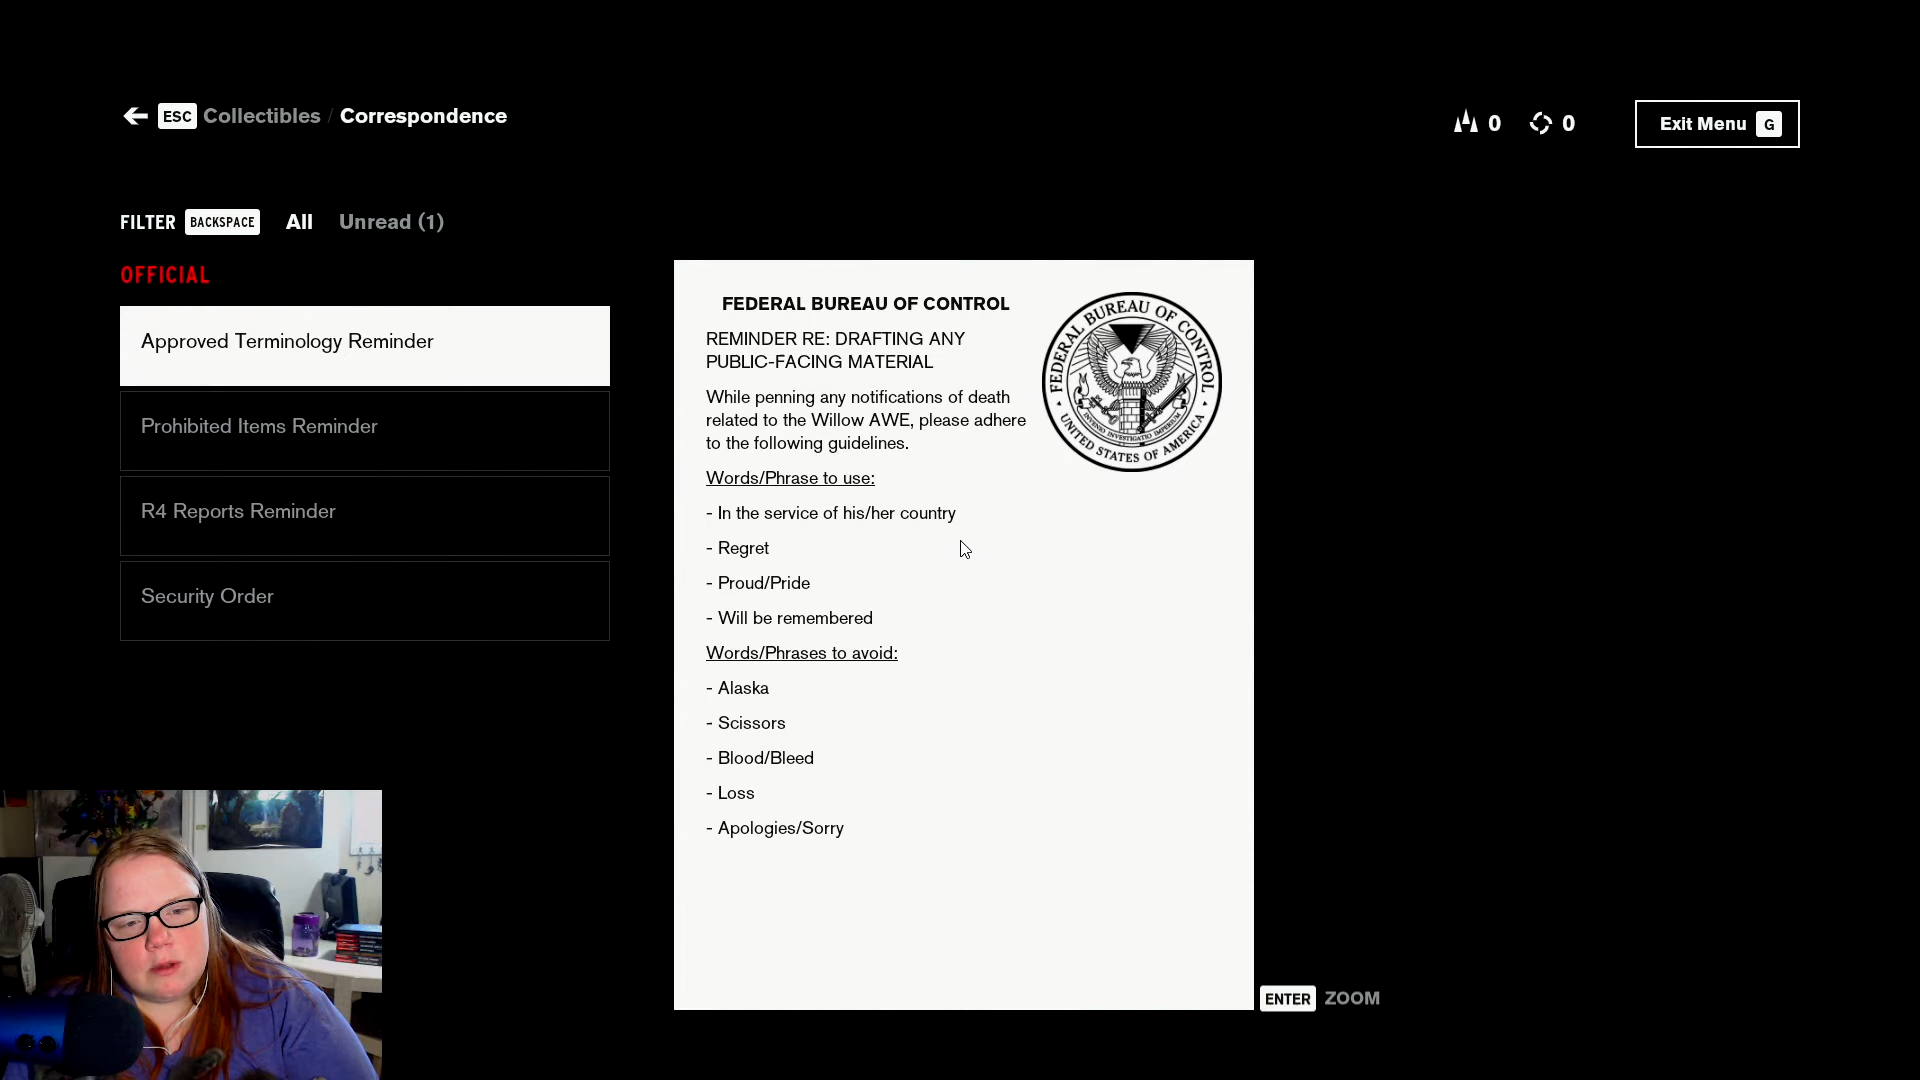 ESC Collectibles / Correspondence
0 0
Exit Menu G
FILTER BACKSPACE All Unread (1)
OFFICIAL
Approved Terminology Reminder
Prohibited Items Reminder
R4 Reports Reminder
Security Order
FEDERAL BUREAU OF CONTROL
REMINDER RE: DRAFTING ANY
PUBLIC-FACING MATERIAL
While penning any notifications of death
related to the Willow AWE, please adhere
to the following guidelines.
Words/Phrase to use:
- In the service of his/her country
- Regret
- Proud/Pride
- Will be remembered
Words/Phrases to avoid:
- Alaska
- Scissors
- Blood/Bleed
- Loss
- Apologies/Sorry
FEDERAL BUREAU OF CONTROL
UNITED STATES OF AMERICA
INVENIO INVESTIGATIO IMPERIUM
ENTER ZOOM